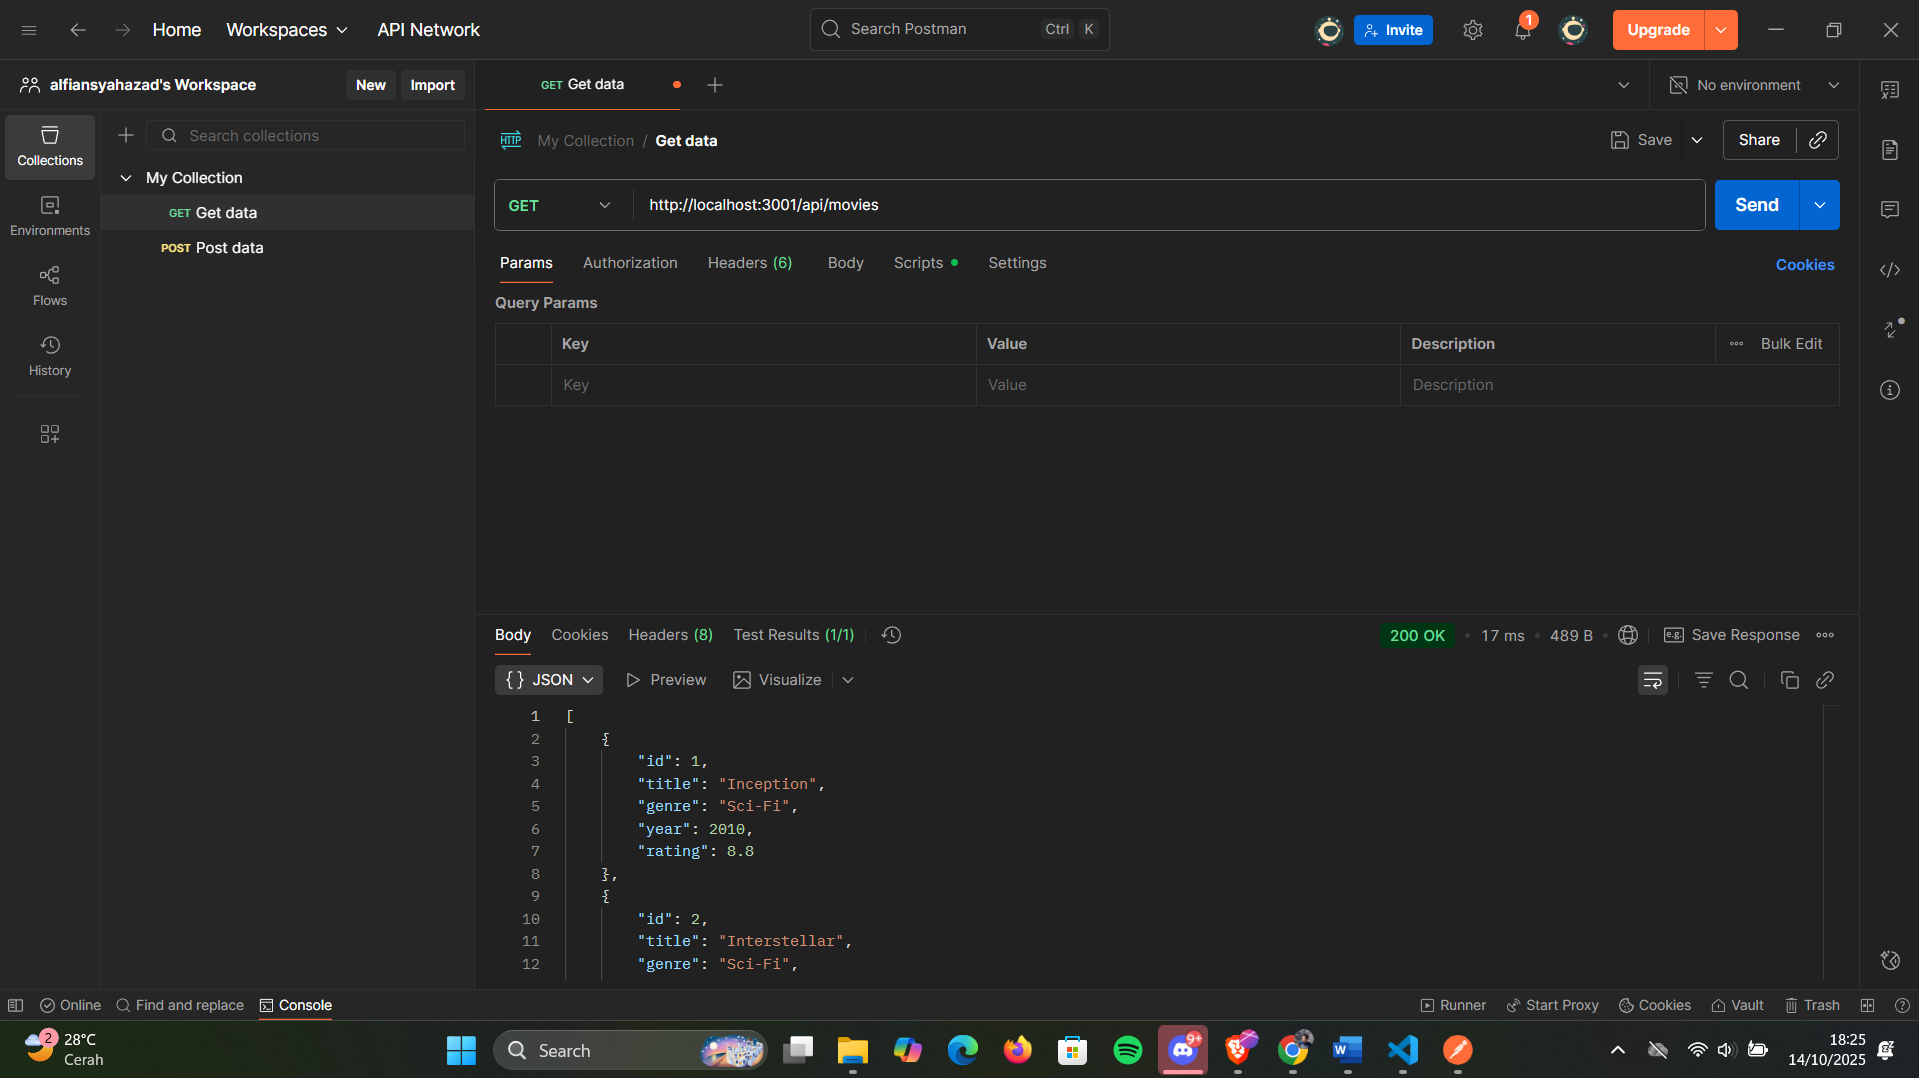 Home Workspaces API Network Search Postman Ctrl K Invite 1 Upgrade
alfiansyahazad's Workspace New Import GET Get data No environment
Search collections
HTTP My Collection / Get data Save Share
Collections
My Collection
GET Get data
GET http://localhost:3001/api/movies Send
Environments
POST Post data
Params Authorization Headers (6) Body Scripts Settings Cookies
Flows
Query Params
Key Value Description Bulk Edit
History
Key Value Description
Body Cookies Headers (8) Test Results (1/1) 200 OK 17 ms 489 B e.g. Save Response
{} JSON Preview Visualize
1 [
2 {
3 "id": 1,
4 "title": "Inception",
5 "genre": "Sci-Fi",
6 "year": 2010,
7 "rating": 8.8
8 },
9 {
10 "id": 2,
11 "title": "Interstellar",
12 "genre": "Sci-Fi",
Online Find and replace Console Runner Start Proxy Cookies Vault Trash
2 28°C Search 9+ 18:25
Cerah 14/10/2025